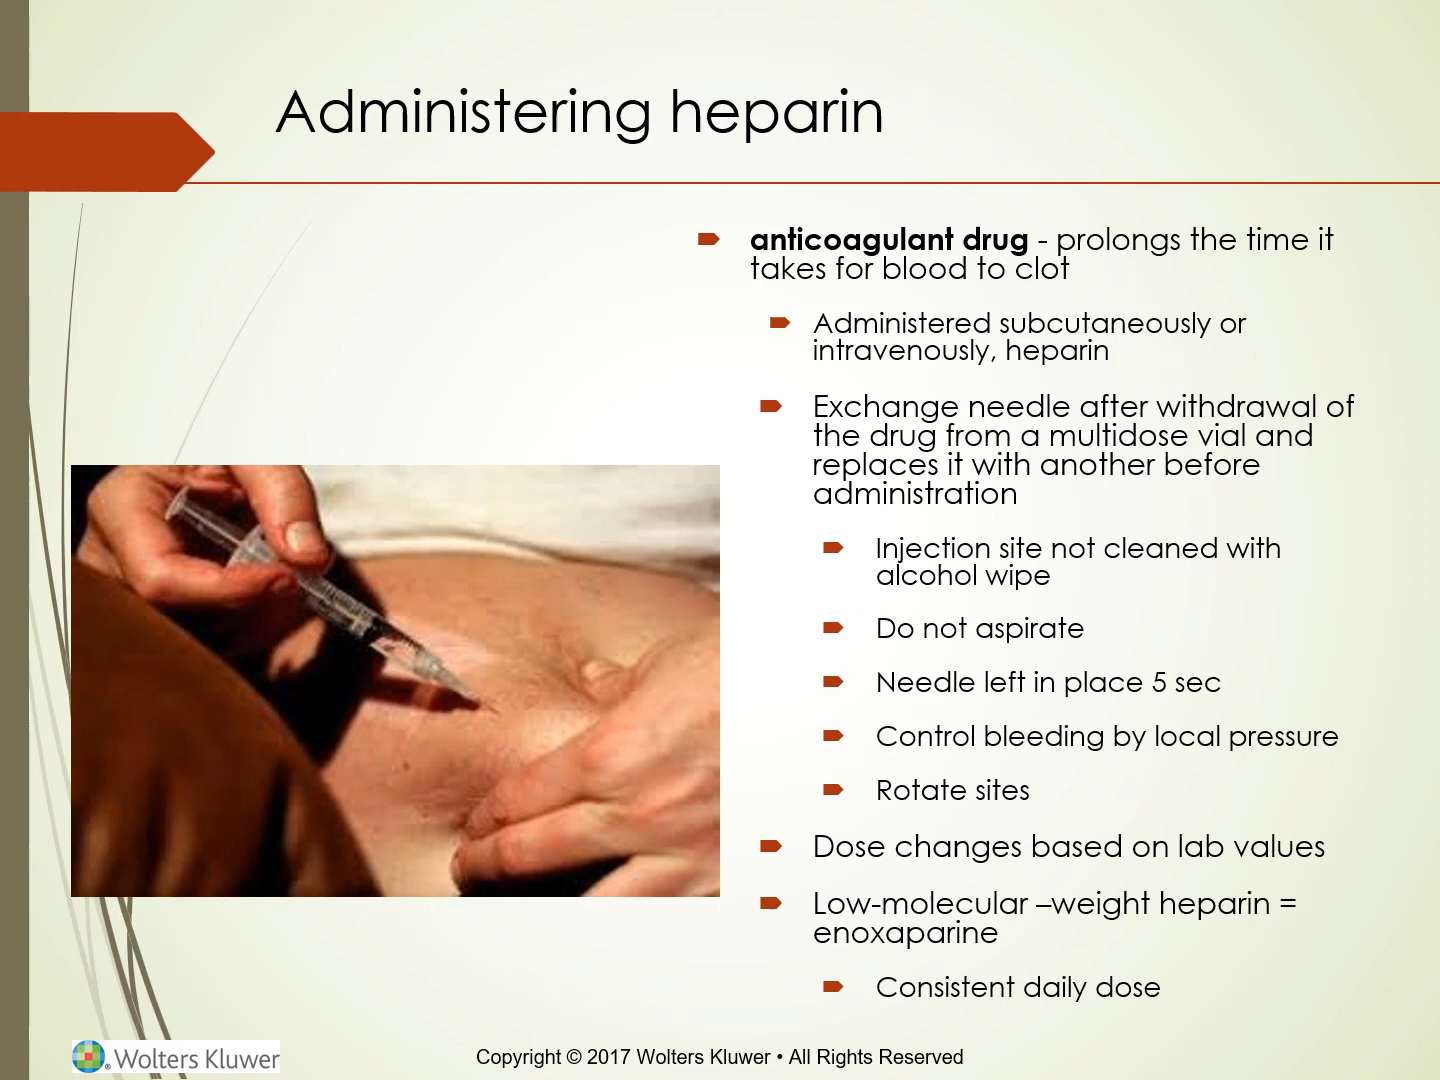 Administering heparin
anticoagulant drug - prolongs the time it
takes for blood to clot
Administered subcutaneously or
intravenously, heparin
Exchange needle after withdrawal of
the drug from a multidose vial and
replaces it with another before
administration
Injection site not cleaned with
alcohol wipe
Do not aspirate
Needle left in place 5 sec
Control bleeding by local pressure
Rotate sites
Dose changes based on lab values
Low-molecular –weight heparin =
enoxaparine
Consistent daily dose
Wolters Kluwer
Copyright © 2017 Wolters Kluwer • All Rights Reserved